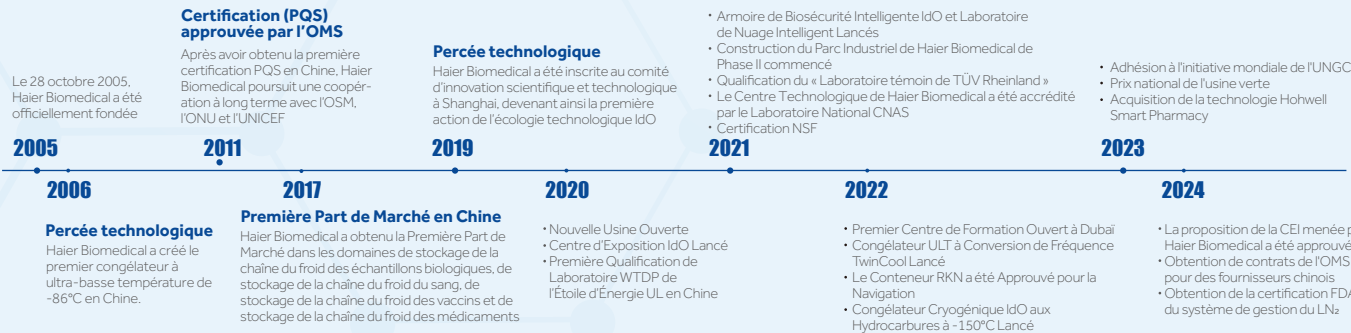 Le 28 octobre 2005,
Haier Biomedical a été
officiellement fondée
2005
Percée technologique
Haier Biomedical a créé le
premier congélateur à
ultra-basse température de
-86°C en Chine.
2006
Certification (PQS)
approuvée par l'OMS
Après avoir obtenu la première
certification PQS en Chine, Haier
Biomedical poursuit une coopér-
ation à long terme avec l'OSM,
l'ONU et l'UNICEF
2011
2017
Première Part de Marché en Chine
Haier Biomedical a obtenu la Première Part de
Marché dans les domaines de stockage de la
chaîne du froid des échantillons biologiques, de
stockage de la chaîne du froid du sang, de
stockage de la chaîne du froid des vaccins et de
stockage de la chaîne du froid des médicaments
Percée technologique
Haier Biomedical a été inscrite au comité
d'innovation scientifique et technologique
à Shanghai, devenant ainsi la première
action de l'écologie technologique IdO
2019
2020
• Nouvelle Usine Ouverte
• Centre d'Exposition IdO Lancé
• Première Qualification de
Laboratoire WTDP de
l'Étoile d'Énergie UL en Chine
• Armoire de Biosécurité Intelligente IdO et Laboratoire
de Nuage Intelligent Lancés
• Construction du Parc Industriel de Haier Biomedical de
Phase II commencé
• Qualification du « Laboratoire témoin de TÜV Rheinland »
• Le Centre Technologique de Haier Biomedical a été accrédité
par le Laboratoire National CNAS
• Certification NSF
2021
2022
• Premier Centre de Formation Ouvert à Dubaï
• Congélateur ULT à Conversion de Fréquence
TwinCool Lancé
• Le Conteneur RKN a été Approuvé pour la
Navigation
• Congélateur Cryogénique IdO aux
Hydrocarbures à -150°C Lancé
• Adhésion à l'initiative mondiale de l'UNGC
• Prix national de l'usine verte
• Acquisition de la technologie Hohwell
Smart Pharmacy
2023
2024
• La proposition de la CEI menée p
Haier Biomedical a été approuvé
• Obtention de contrats de l'OMS
pour des fournisseurs chinois
• Obtention de la certification FDA
du système de gestion du LN₂